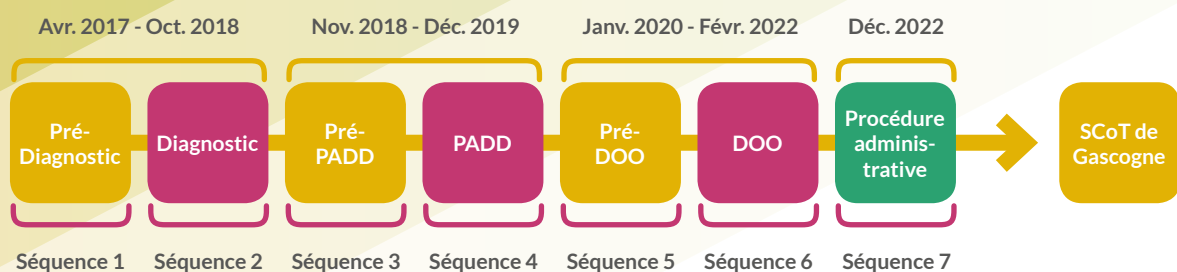 Avr. 2017 - Oct. 2018
Nov. 2018 - Déc. 2019
Janv. 2020 - Févr. 2022
Déc. 2022
Pré-
Diagnostic
Diagnostic
Pré-
PADD
PADD
Pré-
DOO
DOO
Procédure
adminis-
trative
SCoT de
Gascogne
Séquence 1
Séquence 2
Séquence 3
Séquence 4
Séquence 5
Séquence 6
Séquence 7